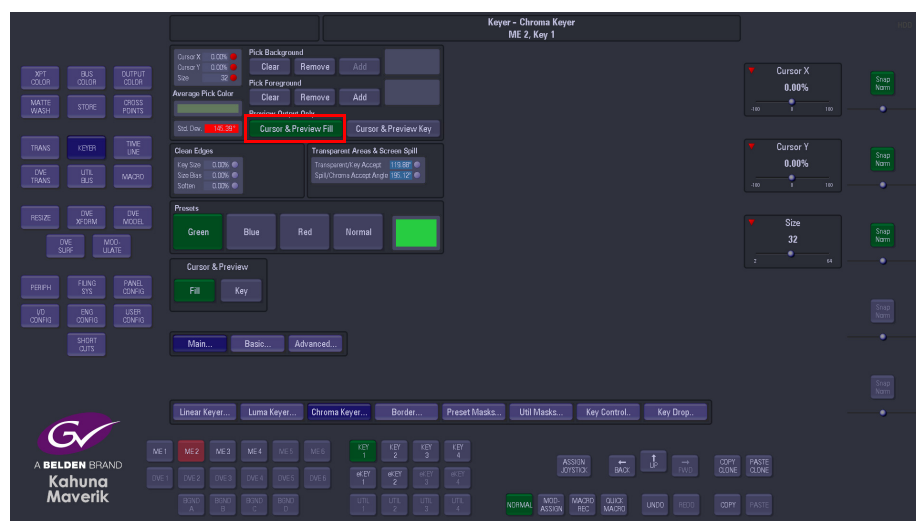 Keyer - Chroma Keyer
ME 2, Key 1
XPT COLOR
BUS COLOR
OUTPUT COLOR
MATTE WASH
STORE
CROSS POINTS
TRANS
KEYER
TIME LINE
DVE TRANS
UTIL BUS
MACRO
RESIZE
DVE XFORM
DVE MODEL
DVE SURF
MOD- ULATE
PERIPH
FILING SYS
PANEL CONFIG
I/O CONFIG
ENG CONFIG
USER CONFIG
SHORT CUTS
Cursor X 0.00%
Cursor Y 0.00%
Size 32
Pick Background
Clear Remove Add
Pick Foreground
Clear Remove Add
Average Pick Color
Preview Output Only
Std. Dev. 145.39°
Cursor & Preview Fill
Cursor & Preview Key
Clean Edges
Key Size 0.00%
Size Bias 0.00%
Soften 0.00%
Transparent Areas & Screen Spill
Transparent/Key Accept 119.88°
Spill/Chroma Accept Angle 195.12°
Presets
Green Blue Red Normal
Cursor & Preview
Fill Key
Main... Basic... Advanced...
Linear Keyer... Luma Keyer... Chroma Keyer... Border... Preset Masks... Util Masks... Key Control.. Key Drop..
Cursor X
0.00%
-100 0 100
Snap Norm
Cursor Y
0.00%
-100 0 100
Snap Norm
Size
32
2 64
Snap Norm
Snap Norm
Snap Norm
GV
A BELDEN BRAND
Kahuna
Maverik
ME 1 ME 2 ME 3 ME 4 ME 5 ME 6
DVE 1 DVE 2 DVE 3 DVE 4 DVE 5 DVE 6
BGND A BGND B BGND C BGND D
KEY 1 KEY 2 KEY 3 KEY 4
eKEY 1 eKEY 2 eKEY 3 eKEY 4
UTIL 1 UTIL 2 UTIL 3 UTIL 4
ASSIGN JOYSTICK
BACK
UP
FWD
COPY CLONE
PASTE CLONE
NORMAL
MOD- ASSIGN
MACRO REC
QUICK MACRO
UNDO
REDO
COPY
PASTE